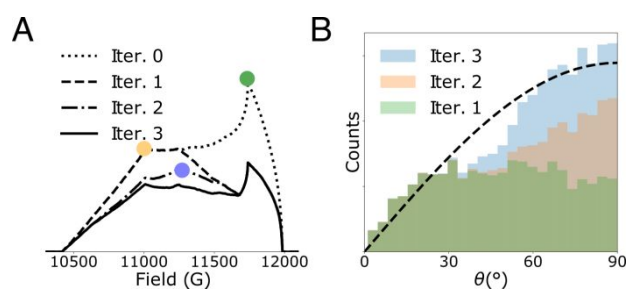 A
Iter. 0
Iter. 1
Iter. 2
Iter. 3
10500 11000 11500 12000
Field (G)
B
Iter. 3
Iter. 2
Iter. 1
Counts
0 30 60 90
θ(°)